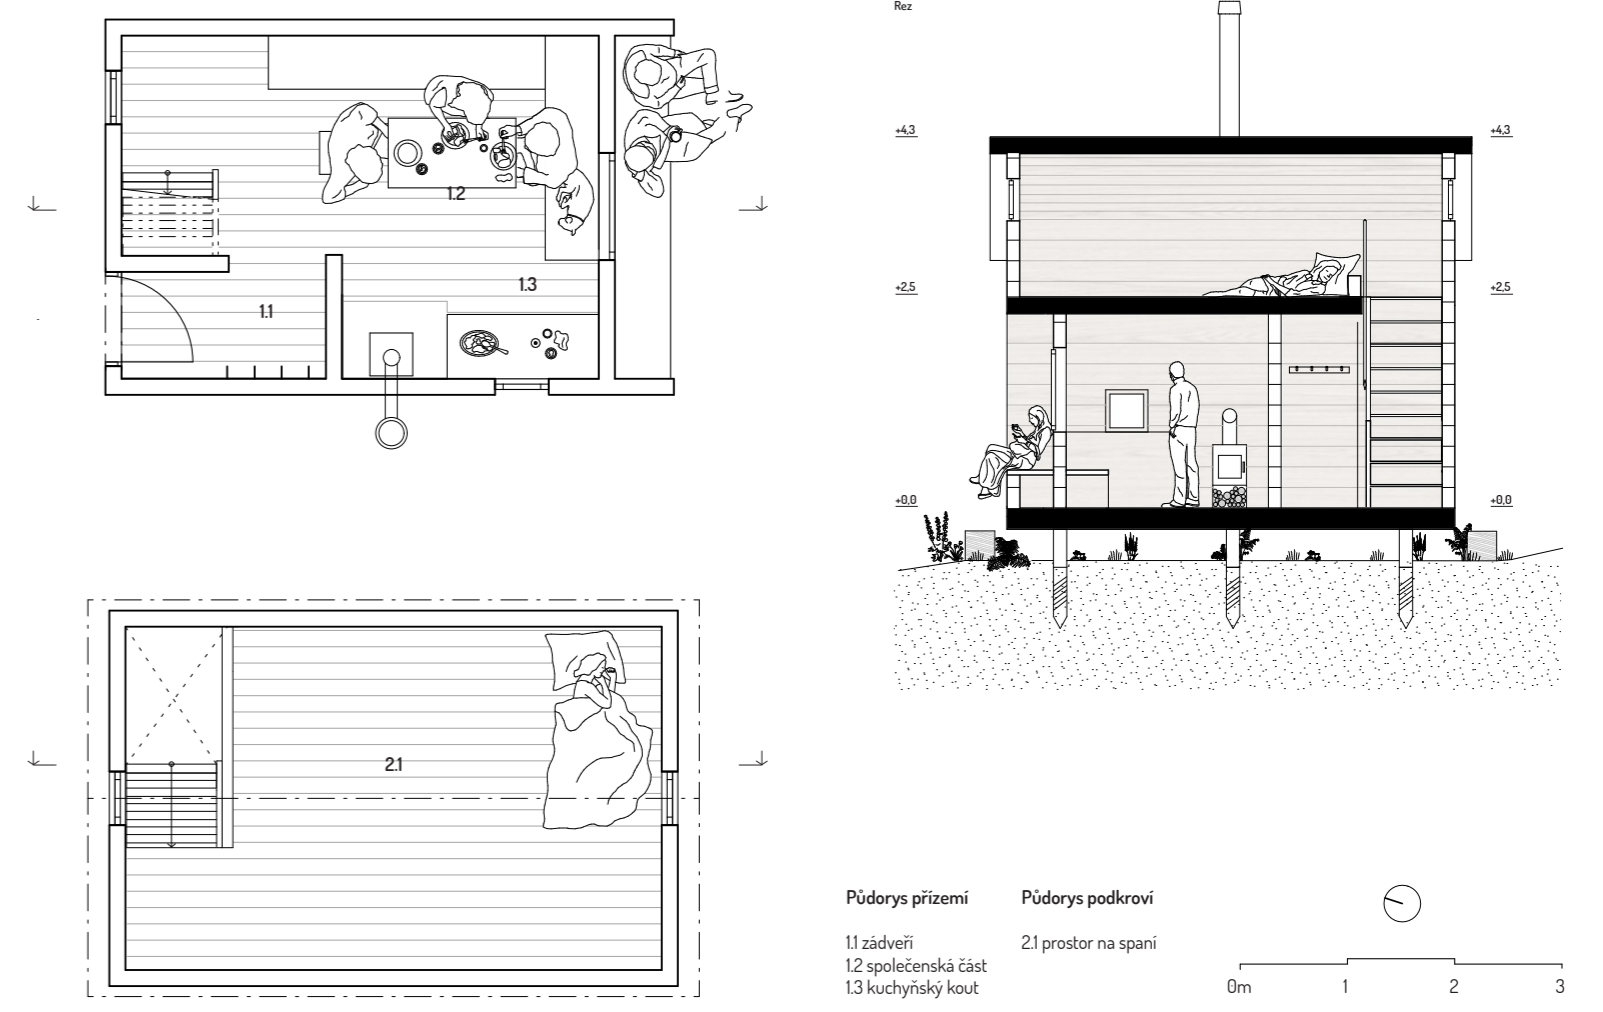 Rez
+4,3
+4,3
1.2
+2,5
+2,5
1.3
1.1
+0,0
+0,0
2.1
Půdorys přízemí
1.1 zádveří
1.2 společenská část
1.3 kuchyňský kout
Půdorys podkroví
2.1 prostor na spaní
0m 1 2 3